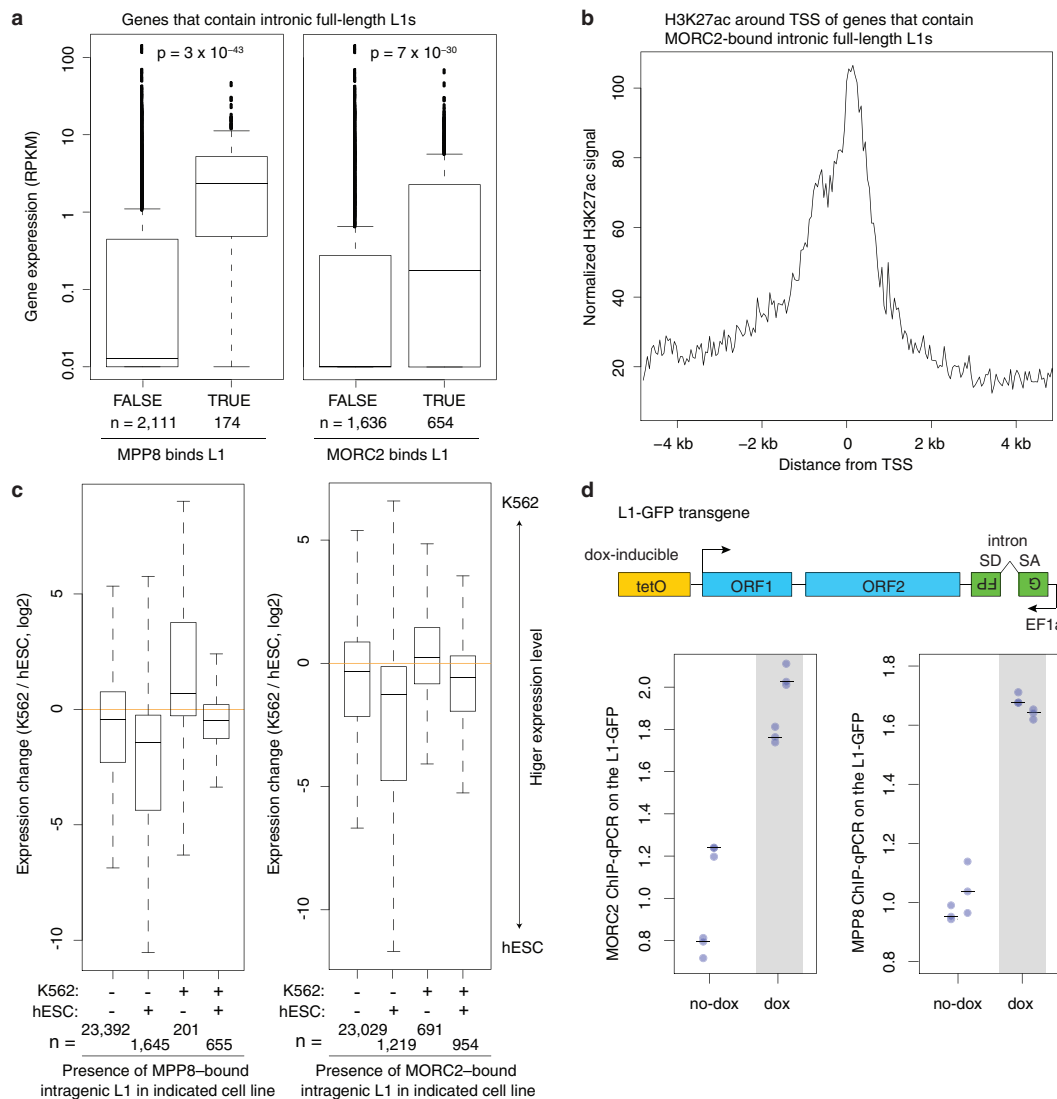 a
Genes that contain intronic full-length L1s
Gene experession (RPKM)
100
10
1
0.1
0.01
p = 3 x 10⁻⁴³
p = 7 x 10⁻³⁰
FALSE TRUE
n = 2,111 174
MPP8 binds L1
FALSE TRUE
n = 1,636 654
MORC2 binds L1
b
H3K27ac around TSS of genes that contain
MORC2-bound intronic full-length L1s
Normalized H3K27ac signal
100
80
60
40
20
−4 kb −2 kb 0 2 kb 4 kb
Distance from TSS
c
Expression change (K562 / hESC, log2)
5
0
-5
-10
K562: - - + +
hESC: - + - +
n =
23,392 201
1,645 655
Presence of MPP8–bound
intragenic L1 in indicated cell line
Expression change (K562 / hESC, log2)
5
0
-5
-10
K562
Higer expression level
hESC
K562: - - + +
hESC: - + - +
n =
23,029 691
1,219 954
Presence of MORC2–bound
intragenic L1 in indicated cell line
d
L1-GFP transgene
dox-inducible
intron
SD SA
tetO
ORF1
ORF2
FP
G
EF1a
MORC2 ChIP-qPCR on the L1-GFP
2.0
1.8
1.6
1.4
1.2
1.0
0.8
no-dox dox
MPP8 ChIP-qPCR on the L1-GFP
1.8
1.6
1.4
1.2
1.0
0.8
no-dox dox